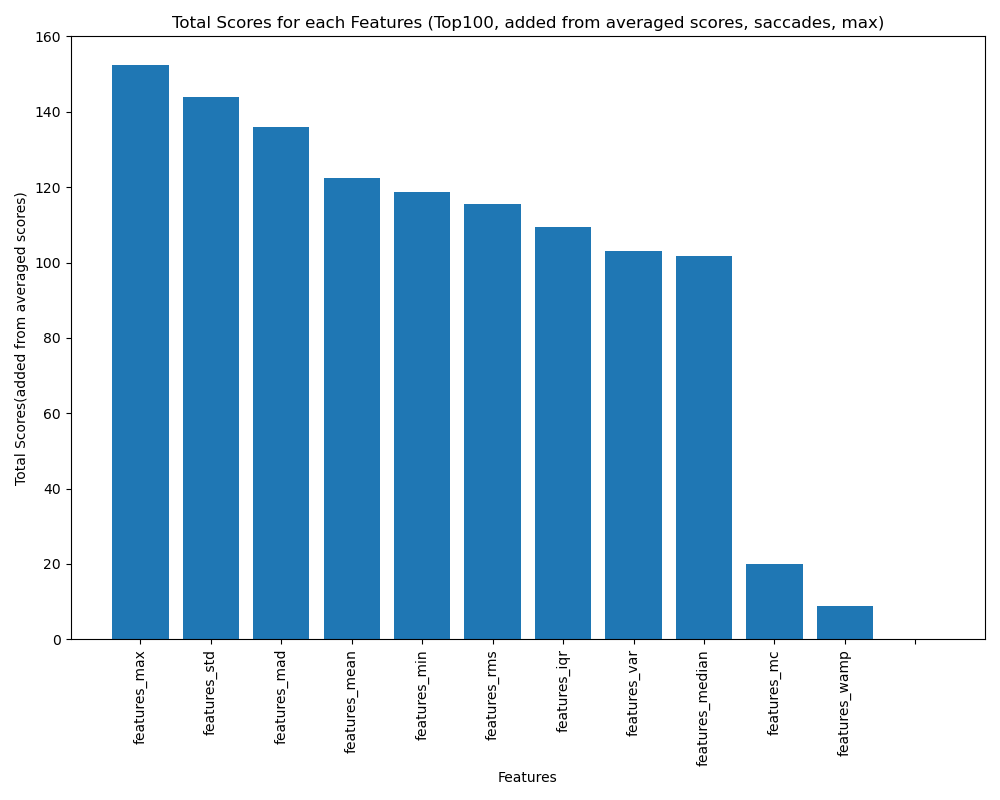 Total Scores for each Features (Top100, added from averaged scores, saccades, max)
Total Scores(added from averaged scores)
160
140
120
100
80
60
40
20
0
features_max
features_std
features_mad
features_mean
features_min
features_rms
features_iqr
features_var
features_median
features_mc
features_wamp
Features